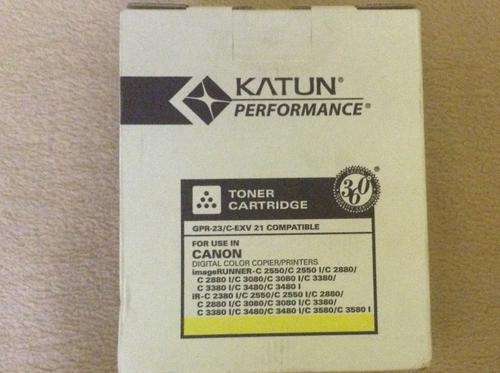 KATUN®
PERFORMANCE®
360
®
TONER
CARTRIDGE
GPR-23/C-EXV 21 COMPATIBLE
FOR USE IN
CANON
DIGITAL COLOR COPIER/PRINTERS
imageRUNNER-C 2550/C 2550 I/C 2880/
C 2880 I/C 3080/C 3080 I/C 3380/
C 3380 I/C 3480/C 3480 I
IR-C 2380 I/C 2550/C 2550 I/C 2880/
C 2880 I/C 3080/C 3080 I/C 3380/
C 3380 I/C 3480/C 3480 I/C 3580/C 3580 I